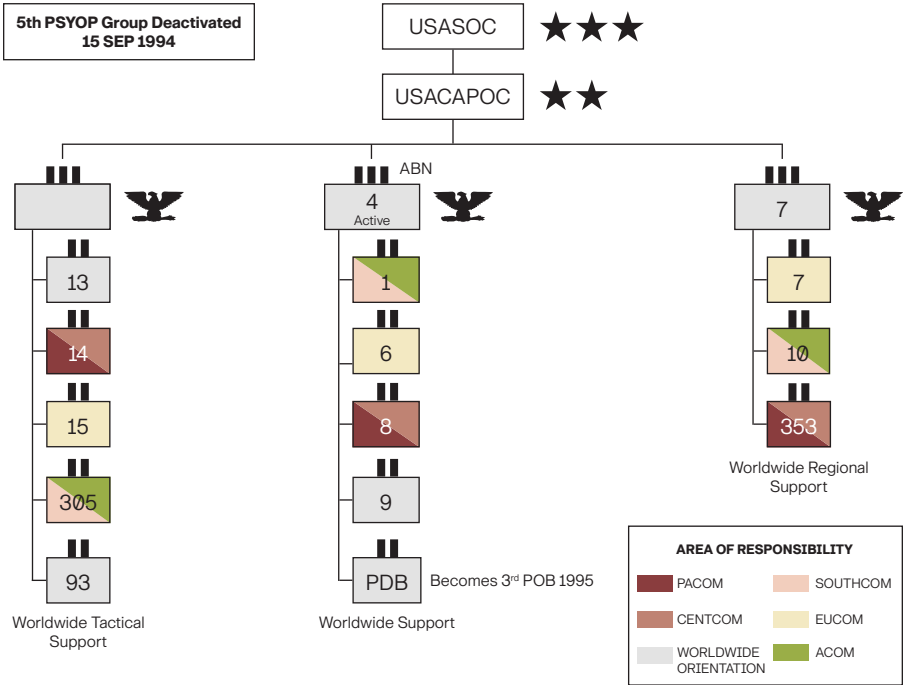 5th PSYOP Group Deactivated
15 SEP 1994
USASOC
USACAPOC
ABN
4
Active
7
13
14
15
305
93
Worldwide Tactical
Support
1
6
8
9
PDB
Becomes 3rd POB 1995
Worldwide Support
7
10
353
Worldwide Regional
Support
AREA OF RESPONSIBILITY
PACOM
SOUTHCOM
CENTCOM
EUCOM
WORLDWIDE
ORIENTATION
ACOM